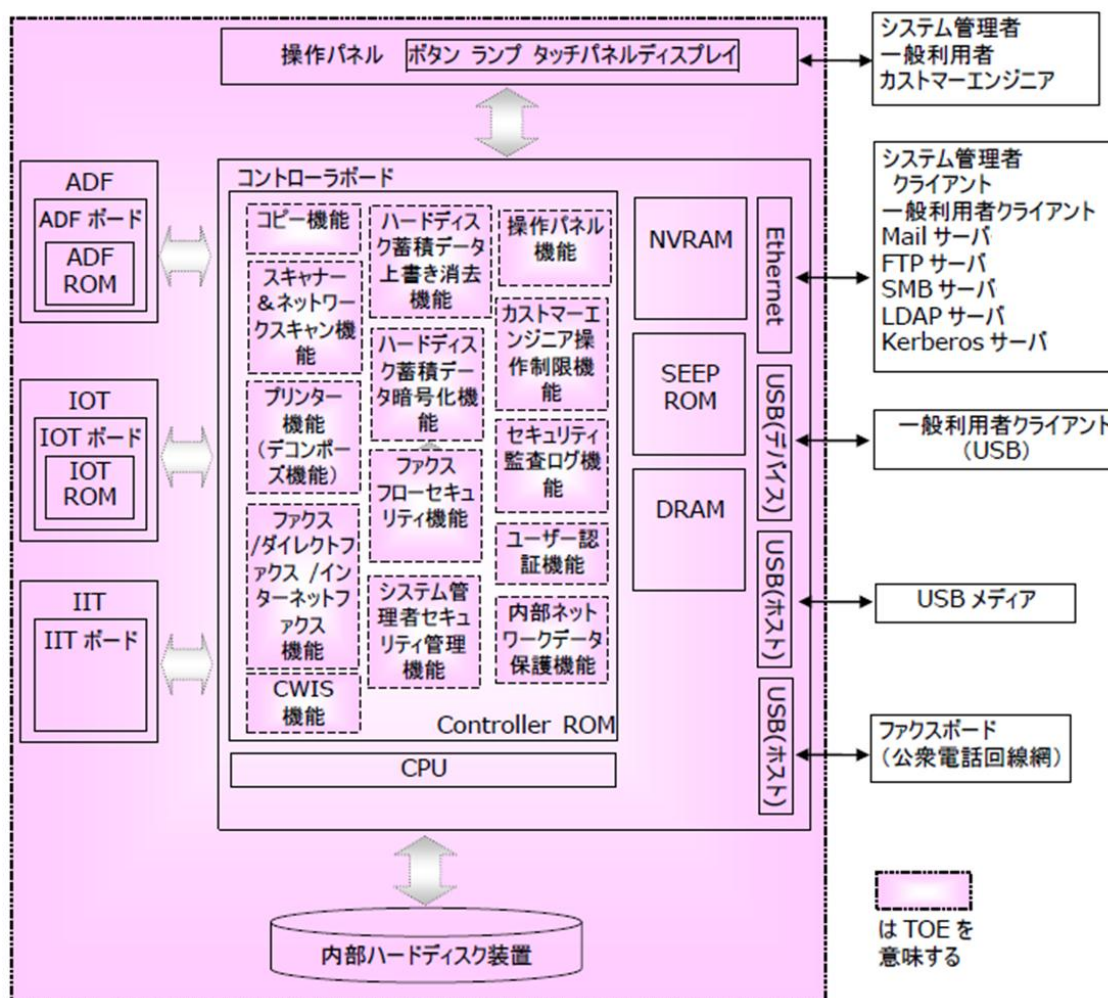 操作パネル ボタン ランプ タッチパネルディスプレイ
システム管理者
一般利用者
カストマーエンジニア
ADF
ADF ボード
ADF
ROM
IOT
IOT ボード
IOT
ROM
IIT
IIT ボード
コントローラボード
コピー機能
スキャナー
&ネットワー
クスキャン機
能
プリンター
機能
(デコンポー
ズ機能)
ファクス
/ダイレクトフ
ァクス /イン
ターネットフ
ァクス
機能
CWIS
機能
ハードディス
ク蓄積データ
上書き消去
機能
ハードディス
ク蓄積デー
タ暗号化機
能
ファクス
フローセキュ
リティ機能
システム管
理者セキュ
リティ管理
機能
操作パネル
機能
カストマーエ
ンジニア操
作制限機
能
セキュリティ
監査ログ機
能
ユーザー認
証機能
内部ネット
ワークデータ
保護機能
Controller ROM
CPU
NVRAM
SEEP
ROM
DRAM
Ethernet
USB(デバイス)
USB(ホスト)
USB(ホスト)
システム管理者
クライアント
一般利用者クライアント
Mail サーバ
FTP サーバ
SMB サーバ
LDAP サーバ
Kerberos サーバ
一般利用者クライアント
(USB)
USB メディア
ファクスボード
(公衆電話回線網)
内部ハードディスク装置
は TOE を
意味する